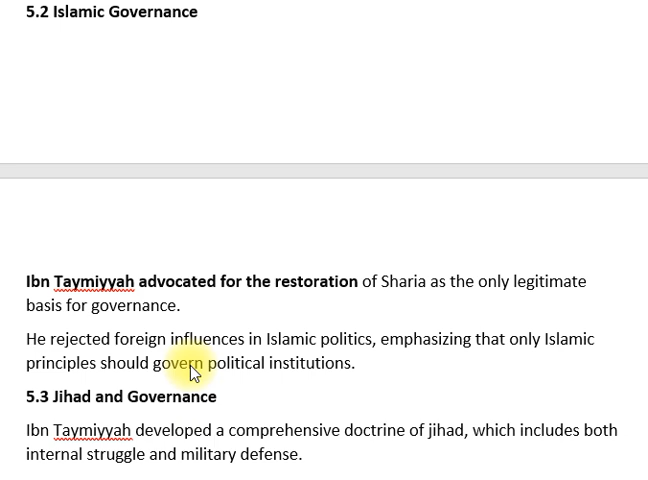 5.2 Islamic Governance
Ibn Taymiyyah advocated for the restoration of Sharia as the only legitimate
basis for governance.
He rejected foreign influences in Islamic politics, emphasizing that only Islamic
principles should govern political institutions.
5.3 Jihad and Governance
Ibn Taymiyyah developed a comprehensive doctrine of jihad, which includes both
internal struggle and military defense.